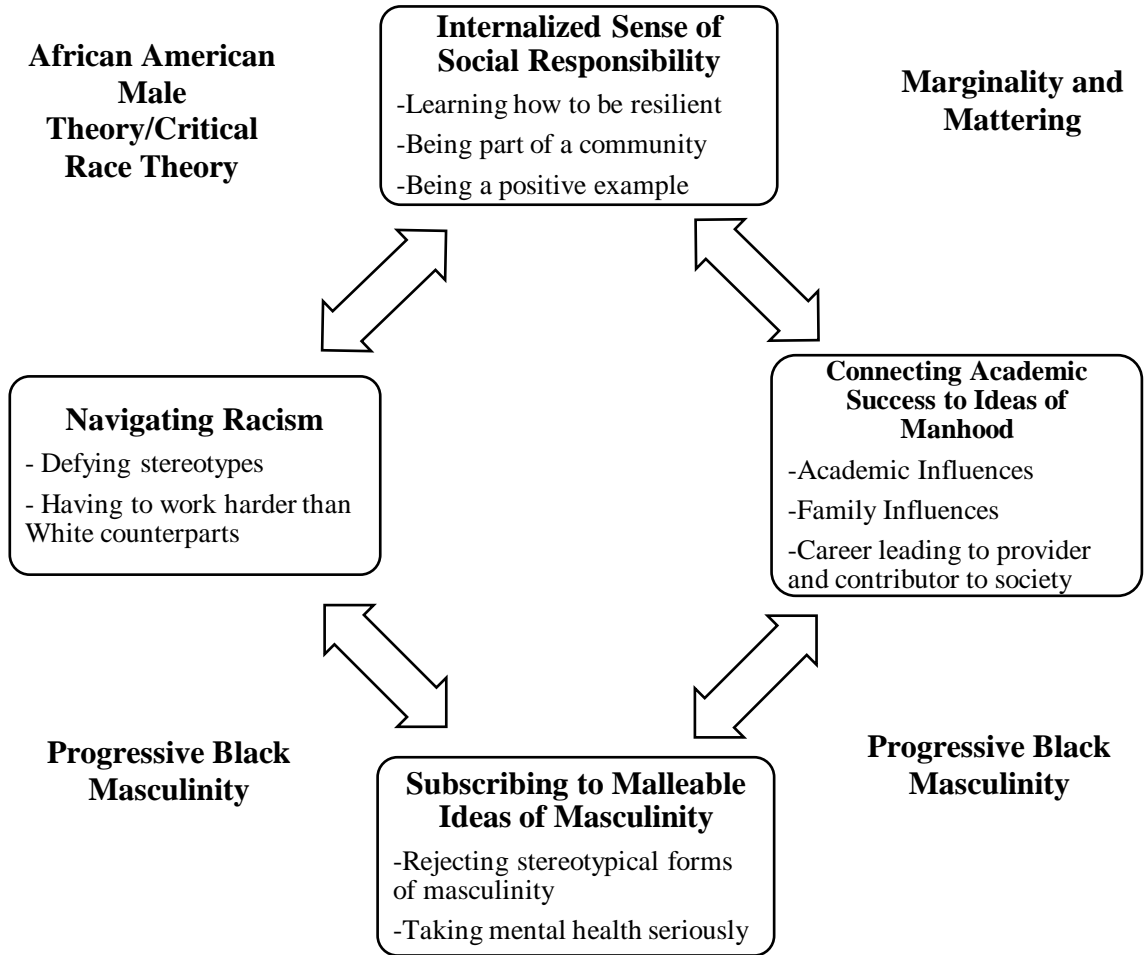 African American
Male
Theory/Critical
Race Theory
Internalized Sense of
Social Responsibility
-Learning how to be resilient
-Being part of a community
-Being a positive example
Marginality and
Mattering
Navigating Racism
- Defying stereotypes
- Having to work harder than
White counterparts
Connecting Academic
Success to Ideas of
Manhood
-Academic Influences
-Family Influences
-Career leading to provider
and contributor to society
Progressive Black
Masculinity
Subscribing to Malleable
Ideas of Masculinity
-Rejecting stereotypical forms
of masculinity
-Taking mental health seriously
Progressive Black
Masculinity